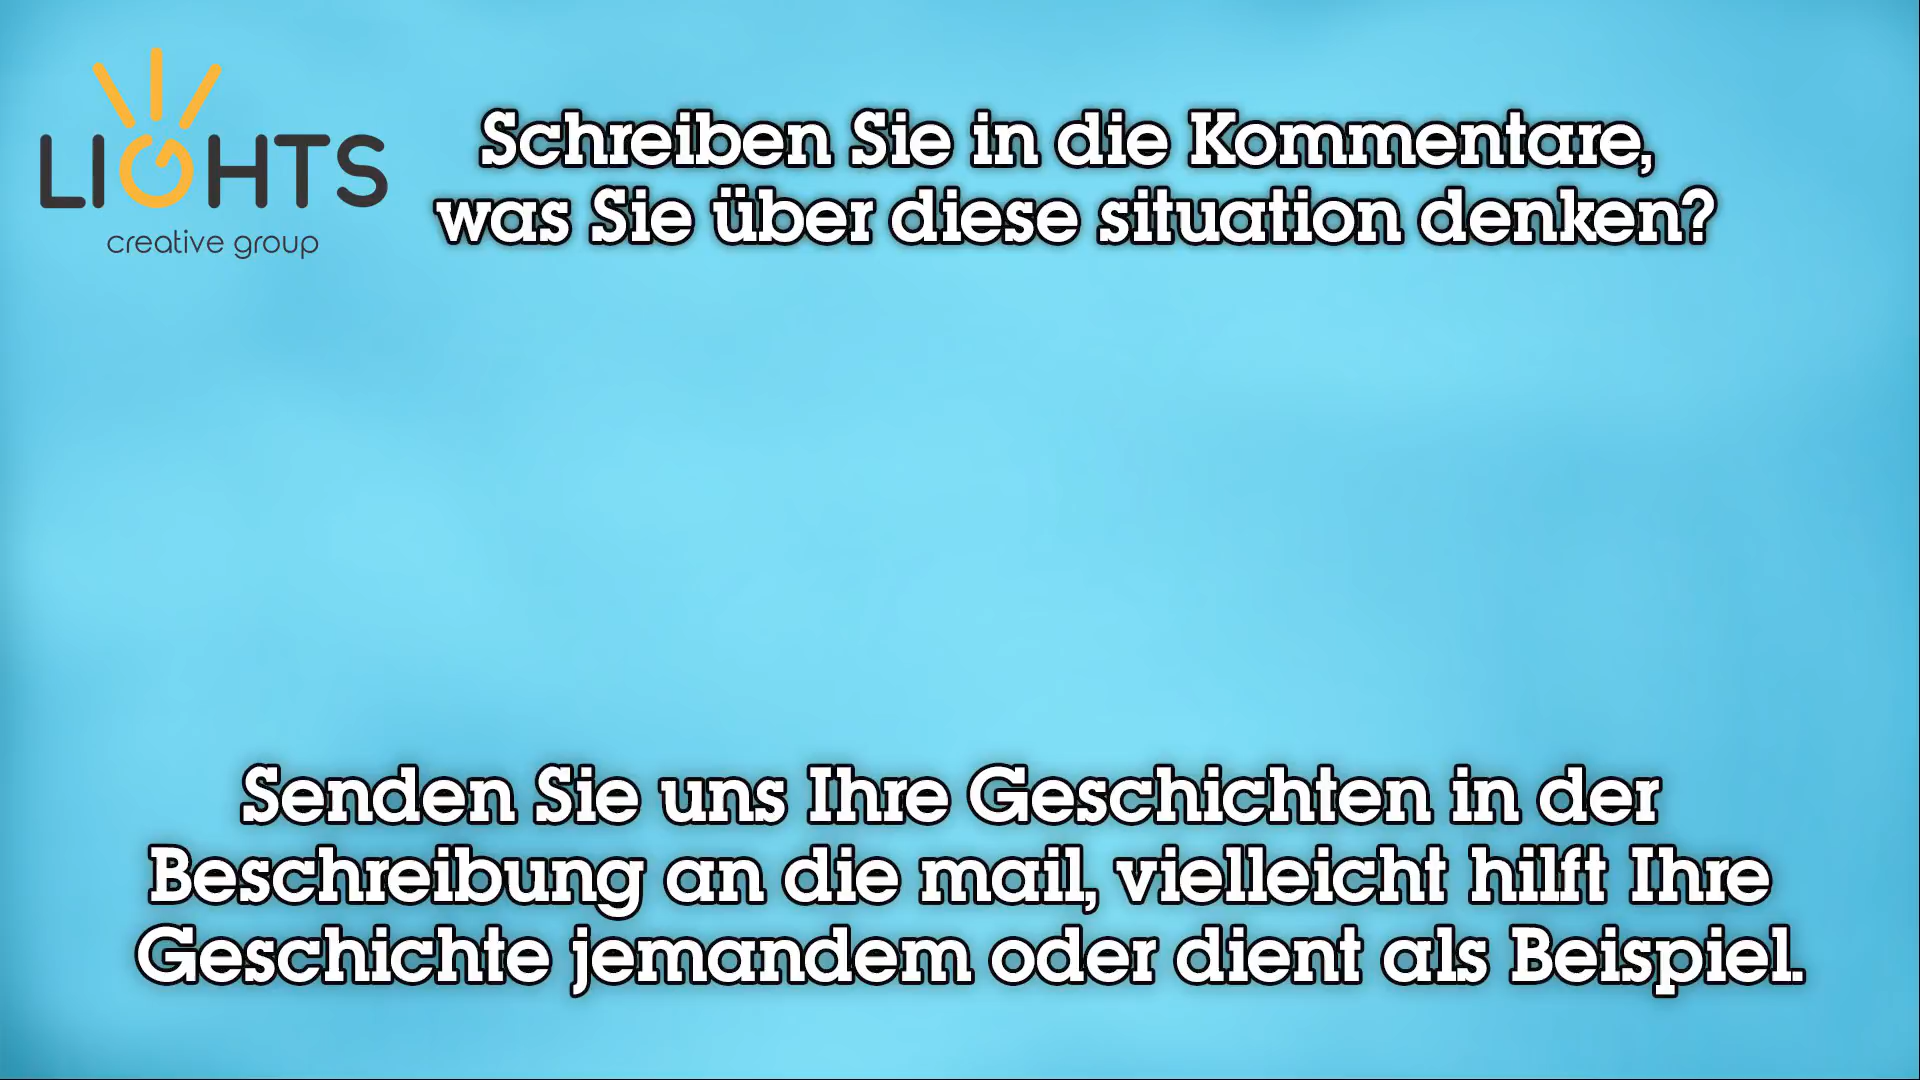 LIGHTS
creative group
Schreiben Sie in die Kommentare,
was Sie über diese situation denken?
Senden Sie uns Ihre Geschichten in der
Beschreibung an die mail, vielleicht hilft Ihre
Geschichte jemandem oder dient als Beispiel.